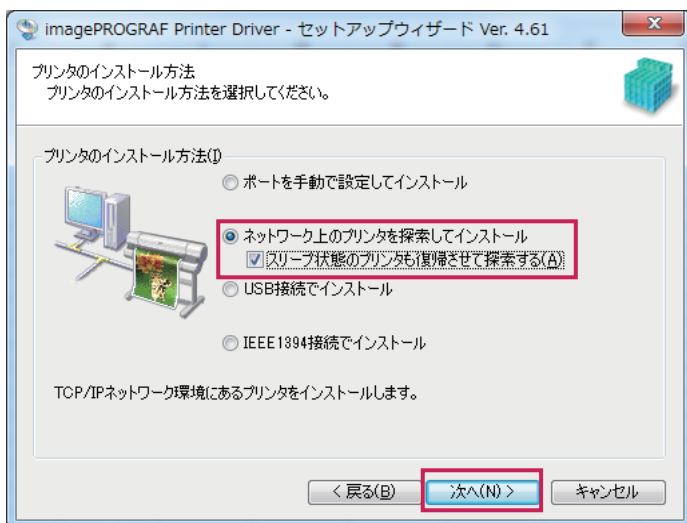 imagePROGRAF Printer Driver - セットアップウィザード Ver. 4.61
プリンタのインストール方法
プリンタのインストール方法を選択してください。
プリンタのインストール方法(I)
ポートを手動で設定してインストール
ネットワーク上のプリンタを探索してインストール
スリープ状態のプリンタも復帰させて探索する(A)
USB接続でインストール
IEEE1394接続でインストール
TCP/IPネットワーク環境にあるプリンタをインストールします。
< 戻る(B) 次へ(N) > キャンセル